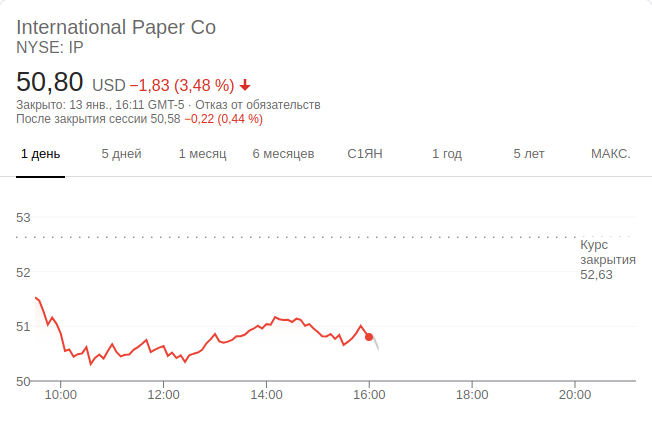 International Paper Co
NYSE: IP
50,80 USD −1,83 (3,48 %)
Закрыто: 13 янв., 16:11 GMT-5 · Отказ от обязательств
После закрытия сессии 50,58 −0,22 (0,44 %)
1 день 5 дней 1 месяц 6 месяцев С1ЯН 1 год 5 лет МАКС.
53
Курс
закрытия
52,63
52
51
50
10:00 12:00 14:00 16:00 18:00 20:00